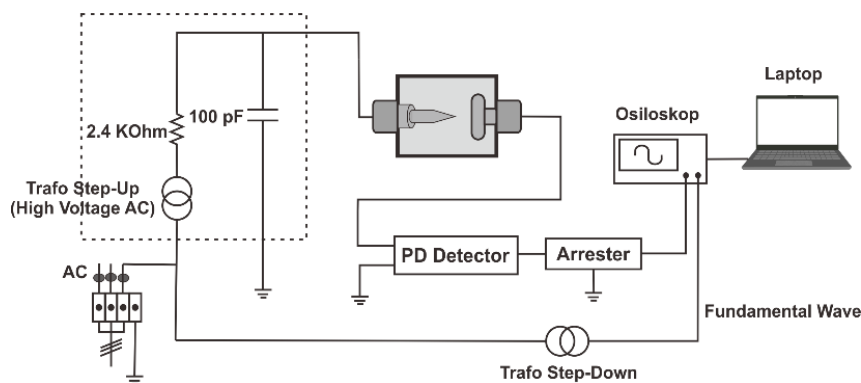 2.4 KOhm
100 pF
Trafo Step-Up
(High Voltage AC)
AC
PD Detector
Arrester
Osiloskop
Laptop
Fundamental Wave
Trafo Step-Down